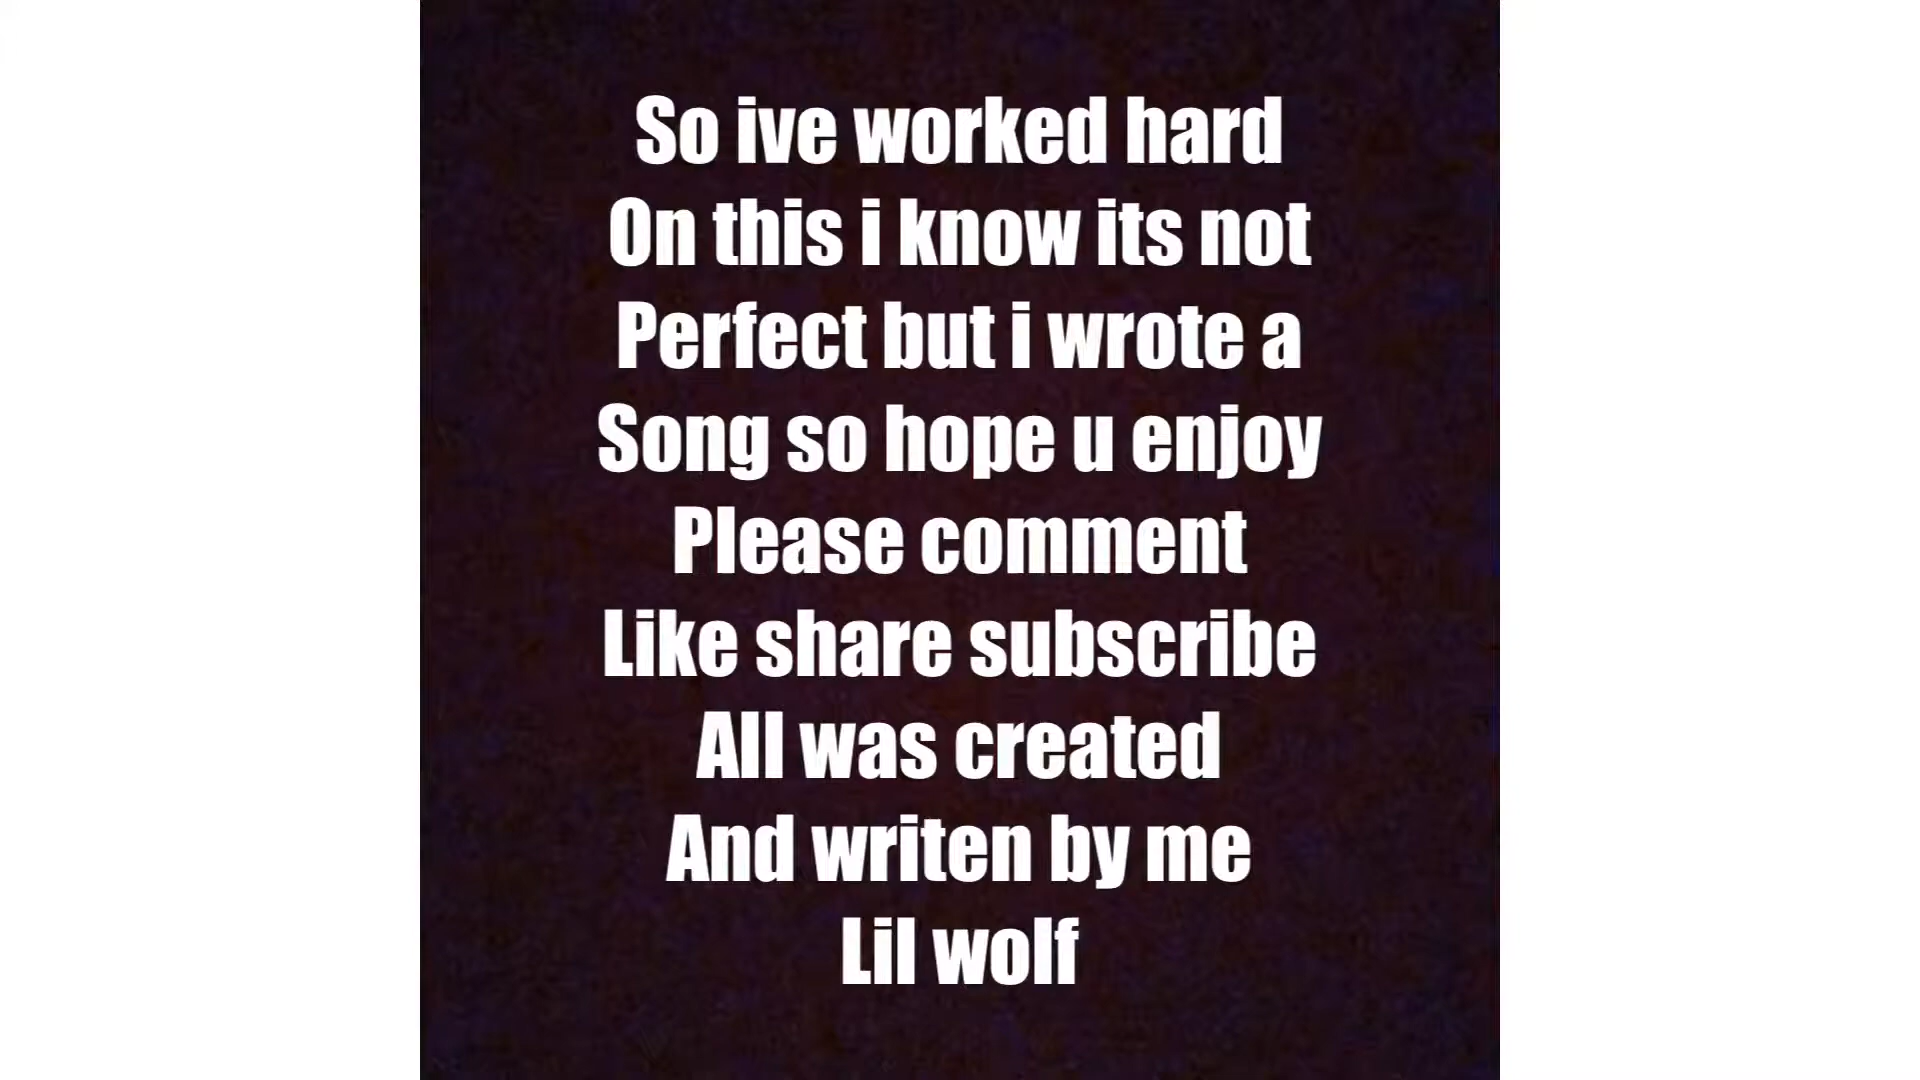 So ive worked hard
On this i know its not
Perfect but i wrote a
Song so hope u enjoy
Please comment
Like share subscribe
All was created
And writen by me
Lil wolf